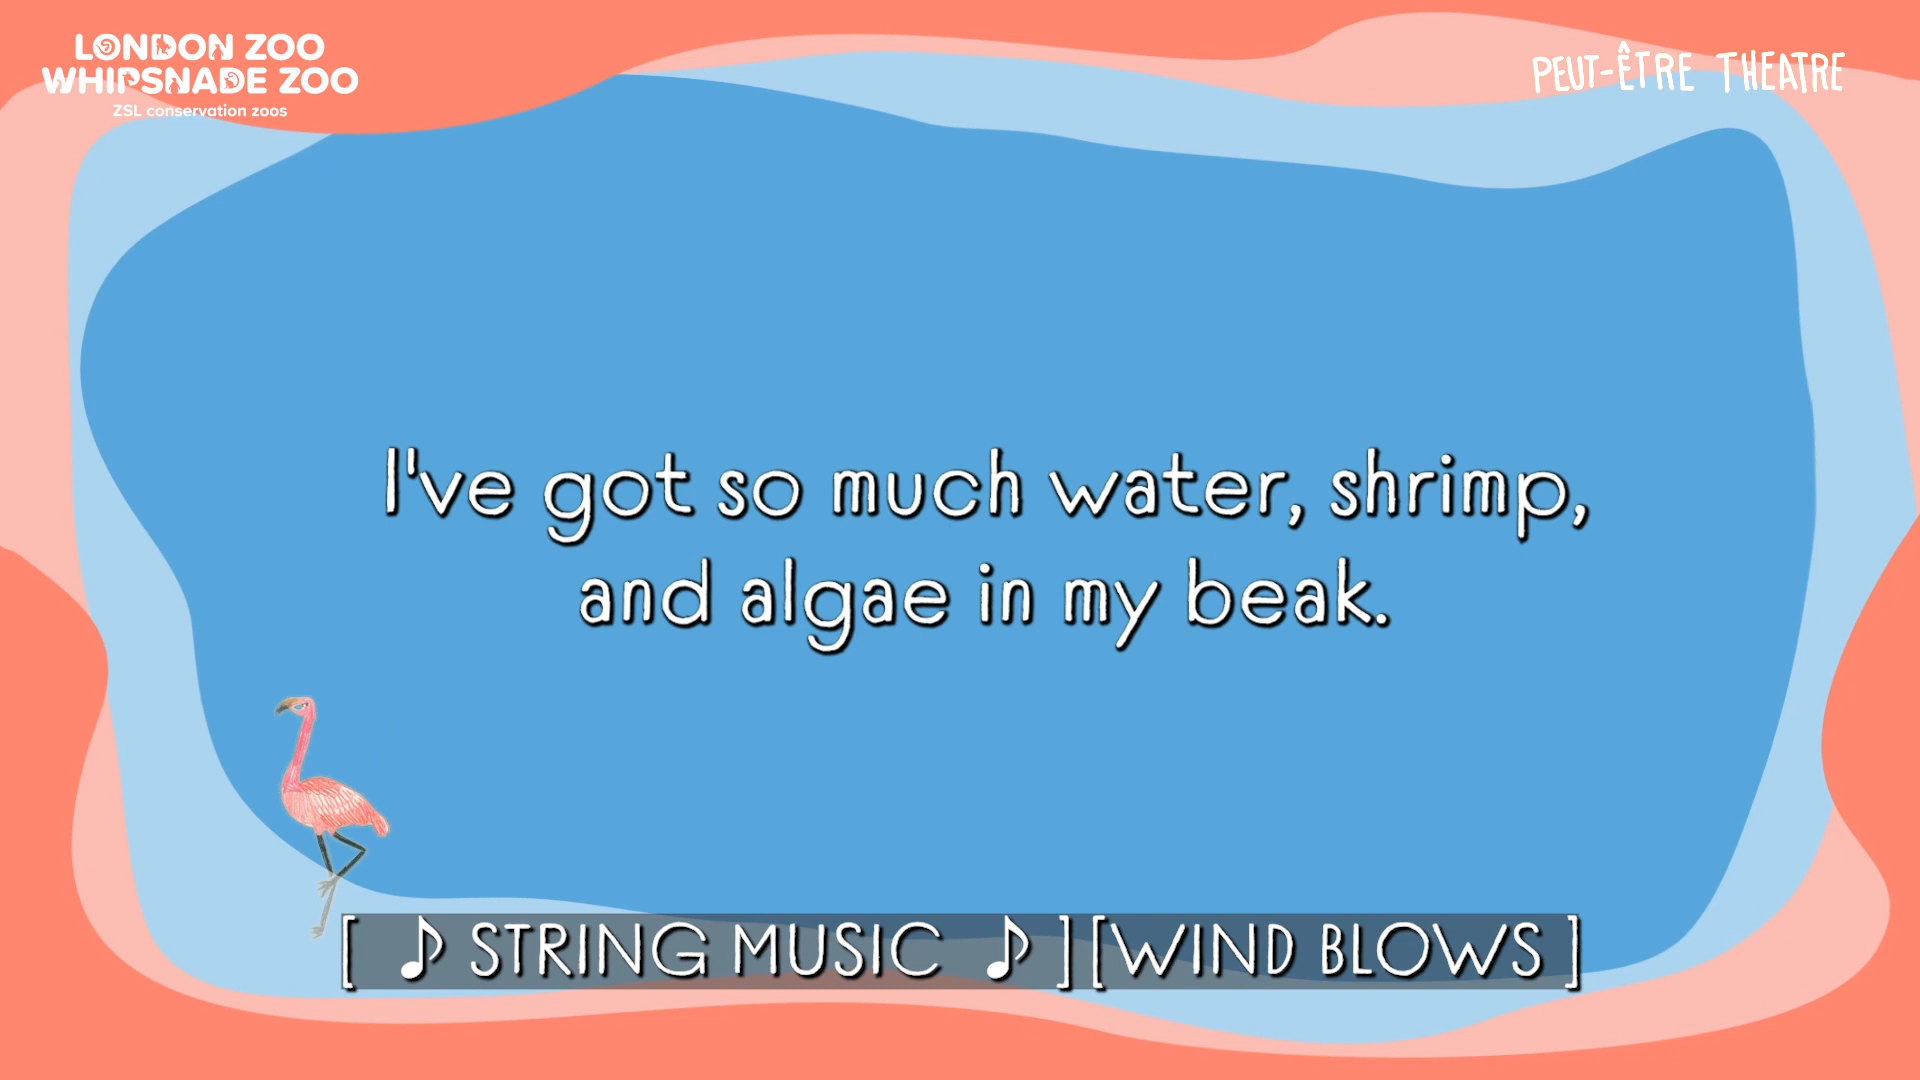 LONDON ZOO
WHIPSNADE ZOO
ZSL conservation zoos
PEUT-ÊTRE THEATRE
I've got so much water, shrimp,
and algae in my beak.
[ ♪ STRING MUSIC ♪ ] [WIND BLOWS ]